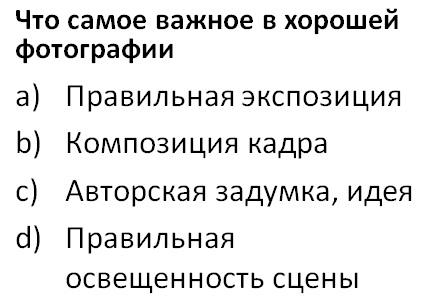 Что самое важное в хорошей
фотографии
a) Правильная экспозиция
b) Композиция кадра
c) Авторская задумка, идея
d) Правильная
освещенность сцены